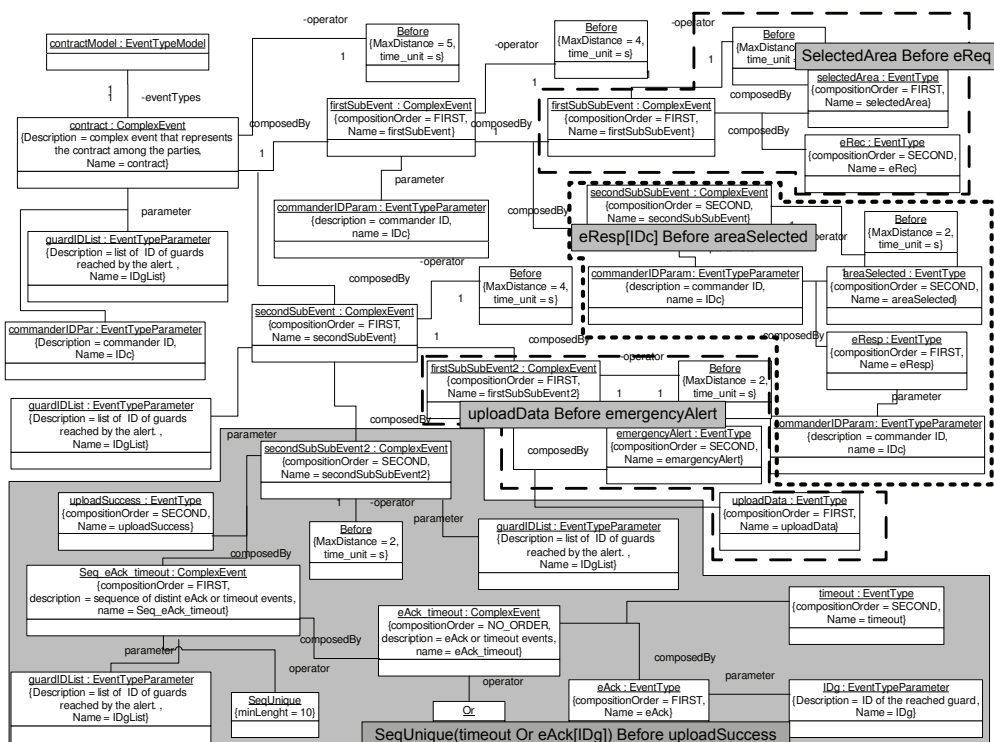 -operator
-operator
-operator
contractModel : EventTypeModel
Before
{MaxDistance = 5,
time_unit = s}
1
Before
{MaxDistance = 4,
time_unit = s}
1
Before
{MaxDistance
time_unit = s}
SelectedArea Before eReq
1
1
-eventTypes
1
1
1
composedBy
selectedArea : EventType
{compositionOrder = FIRST,
Name = selectedArea}
contract : ComplexEvent
{Description = complex event that represents
the contract among the parties,
Name = contract}
composedBy
1
firstSubEvent : ComplexEvent
{compositionOrder = FIRST,
Name = firstSubEvent}
composedBy
firstSubSubEvent : ComplexEvent
{compositionOrder = FIRST,
Name = firstSubSubEvent}
composedBy
eRec : EventType
{compositionOrder = SECOND,
Name = eRec}
parameter
parameter
commanderIDParam : EventTypeParameter
{description = commander ID,
name = IDc}
composedBy
secondSubSubEvent : ComplexEvent
{compositionOrder = SECOND,
Name = secondSubSubEvent}
1
eResp[IDc] Before areaSelected
operator
Before
{MaxDistance = 2,
time_unit = s}
guardIDList : EventTypeParameter
{Description = list of ID of guards
reached by the alert. ,
Name = IDgList}
composedBy
-operator
1
Before
{MaxDistance = 4,
time_unit = s}
commanderIDParam : EventTypeParameter
{description = commander ID,
name = IDc}
1
areaSelected : EventType
{compositionOrder = SECOND,
Name = areaSelected}
commanderIDPar : EventTypeParameter
{Description = commander ID,
Name = IDc}
secondSubEvent : ComplexEvent
{compositionOrder = FIRST,
Name = secondSubEvent}
1
composedBy
eResp : EventType
{compositionOrder = FIRST,
Name = eResp}
parameter
firstSubSubEvent2 : ComplexEvent
{compositionOrder = FIRST,
Name = firstSubSubEvent2}
operator
1
1
Before
{MaxDistance = 2,
time_unit = s}
guardIDList : EventTypeParameter
{Description = list of ID of guards
reached by the alert. ,
Name = IDgList}
composedBy
uploadData Before emergencyAlert
parameter
composedBy
emergencyAlert : EventType
{compositionOrder = SECOND,
Name = emargencyAlert}
commanderIDParam : EventTypeParameter
{description = commander ID,
name = IDc}
secondSubSubEvent2 : ComplexEvent
{compositionOrder = SECOND,
Name = secondSubSubEvent2}
uploadSuccess : EventType
{compositionOrder = SECOND,
Name = uploadSuccess}
1
-operator
parameter
uploadData : EventType
{compositionOrder = FIRST,
Name = uploadData}
Before
{MaxDistance = 2,
time_unit = s}
guardIDList : EventTypeParameter
{Description = list of ID of guards
reached by the alert. ,
Name = IDgList}
composedBy
Seq_eAck_timeout : ComplexEvent
{compositionOrder = FIRST,
description = sequence of distint eAck or timeout events,
name = Seq_eAck_timeout}
composedBy
eAck_timeout : ComplexEvent
{compositionOrder = NO_ORDER,
description = eAck or timeout events,
name = eAck_timeout}
timeout : EventType
{compositionOrder = SECOND,
Name = timeout}
parameter
operator
composedBy
operator
parameter
guardIDList : EventTypeParameter
{Description = list of ID of guards
reached by the alert. ,
Name = IDgList}
SeqUnique
{minLenght = 10}
Or
eAck : EventType
{compositionOrder = FIRST,
Name = eAck}
IDg : EventTypeParameter
{Description = ID of the reached guard,
Name = IDg}
SeqUnique(timeout Or eAck[IDg]) Before uploadSuccess